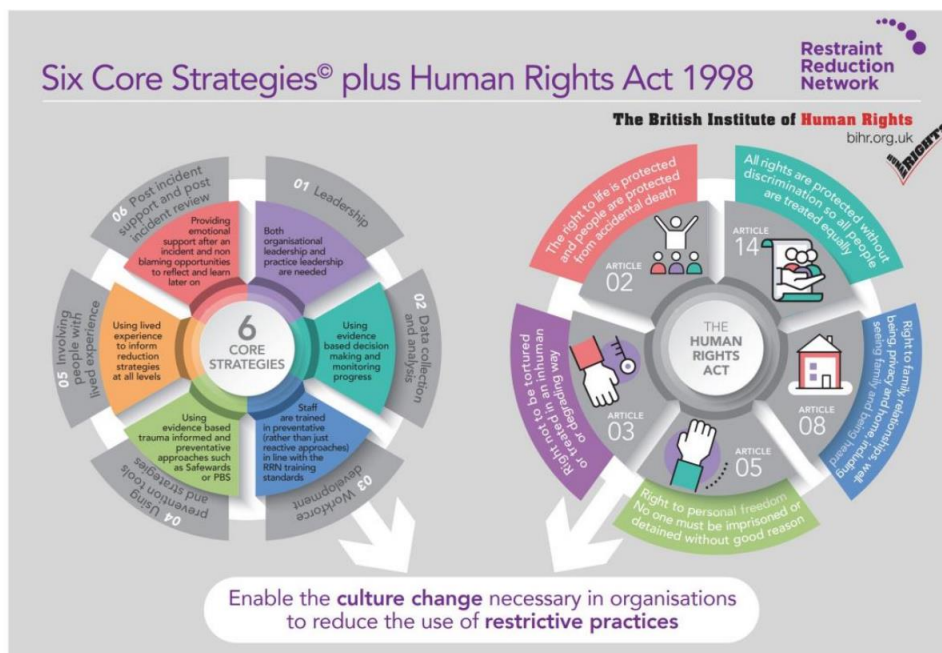 Six Core Strategies© plus Human Rights Act 1998
Restraint
Reduction
Network
The British Institute of Human Rights
bihr.org.uk
HUMAN RIGHTS
01 Leadership
Both
organisational
leadership and
practice leadership
are needed
02 Data collection
and analysis
Using
evidence
based decision
making and
monitoring
progress
03 Workforce
development
Staff
are trained
in preventative
(rather than just
reactive approaches)
in line with the
RRN training
standards
04 Using
prevention tools
and strategies
Using
evidence based
trauma informed and
preventative
approaches such
as Safewards
or PBS
05 Involving
people with
lived experience
Using lived
experience
to inform
reduction
strategies
at all levels
06 Post incident
support and post
incident review
Providing
emotional
support after an
incident and non
blaming opportunities
to reflect and learn
later on
6
CORE
STRATEGIES
THE
HUMAN
RIGHTS
ACT
The right to life is protected
and people are protected
from accidental death
ARTICLE
02
All rights are protected without
discrimination so all people
are treated equally
ARTICLE
14
Right to family, relationships, well-
being, privacy and home, including
seeing family and being heard
ARTICLE
08
Right to personal freedom
No one must be imprisoned or
detained without good reason
ARTICLE
05
Right not to be tortured
or treated in an inhuman
or degrading way
ARTICLE
03
Enable the culture change necessary in organisations
to reduce the use of restrictive practices